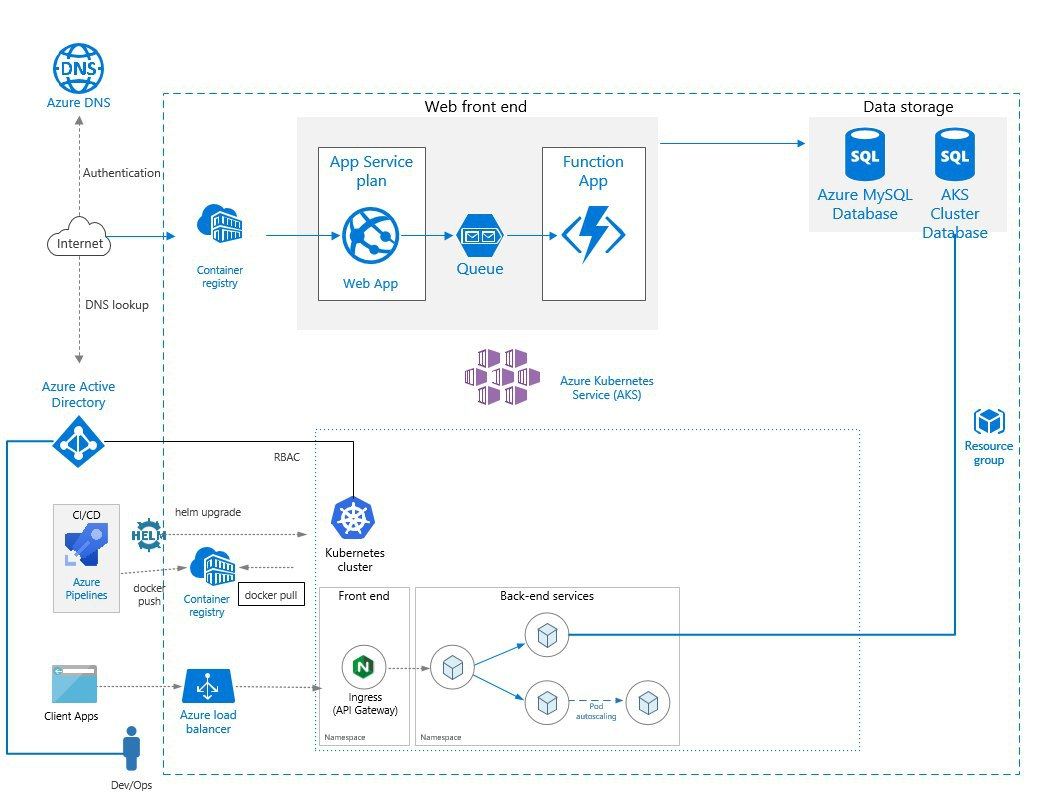 DNS
Azure DNS
Authentication
Internet
DNS lookup
Azure Active
Directory
Web front end
Container
registry
App Service
plan
Web App
Queue
Function
App
Data storage
SQL
Azure MySQL
Database
SQL
AKS
Cluster
Database
Azure Kubernetes
Service (AKS)
Resource
group
RBAC
Kubernetes
cluster
CI/CD
Azure
Pipelines
HELM
helm upgrade
docker
push
Container
registry
docker pull
Front end
Ingress
(API Gateway)
Namespace
Back-end services
Pod
autoscaling
Namespace
Client Apps
Azure load
balancer
Dev/Ops
N